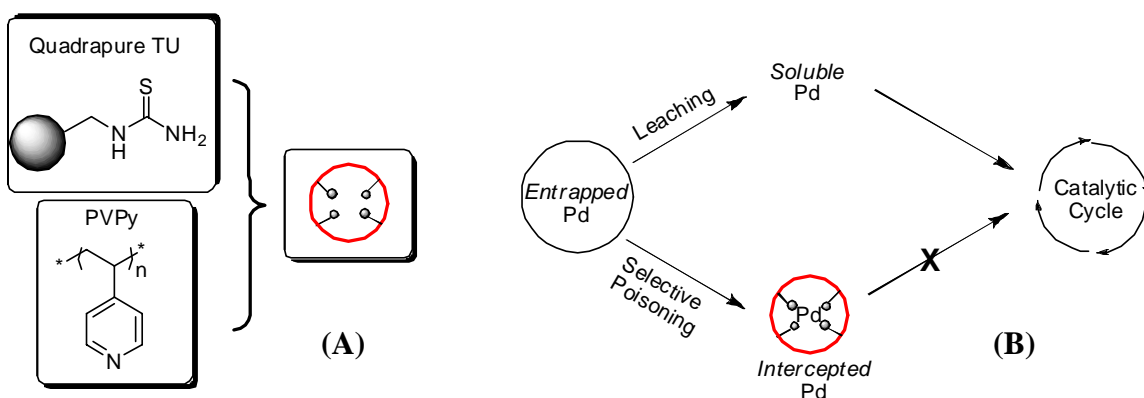 Quadrapure TU
S
N
H
NH2
PVPy
*
*
n
N
(A)
Entrapped
Pd
Leaching
Soluble
Pd
Selective
Poisoning
Pd
Intercepted
Pd
X
Catalytic
Cycle
(B)